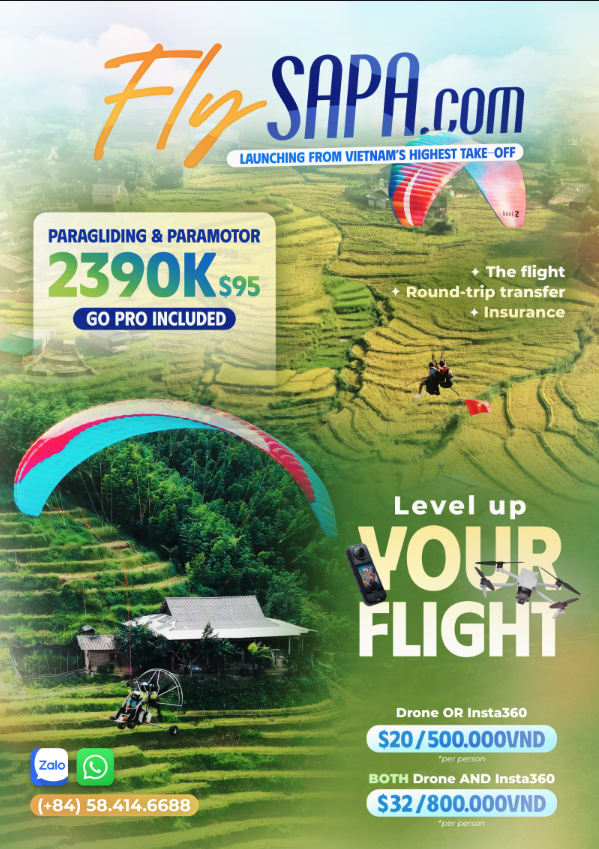 Fly SAPA.com
LAUNCHING FROM VIETNAM'S HIGHEST TAKE-OFF
PARAGLIDING & PARAMOTOR
2390K $95
GO PRO INCLUDED
The flight
Round-trip transfer
Insurance
Level up
YOUR
FLIGHT
Drone OR Insta360
$20/500.000VND
*per person
BOTH Drone AND Insta360
$32/800.000VND
*per person
Zalo
(+84) 58.414.6688